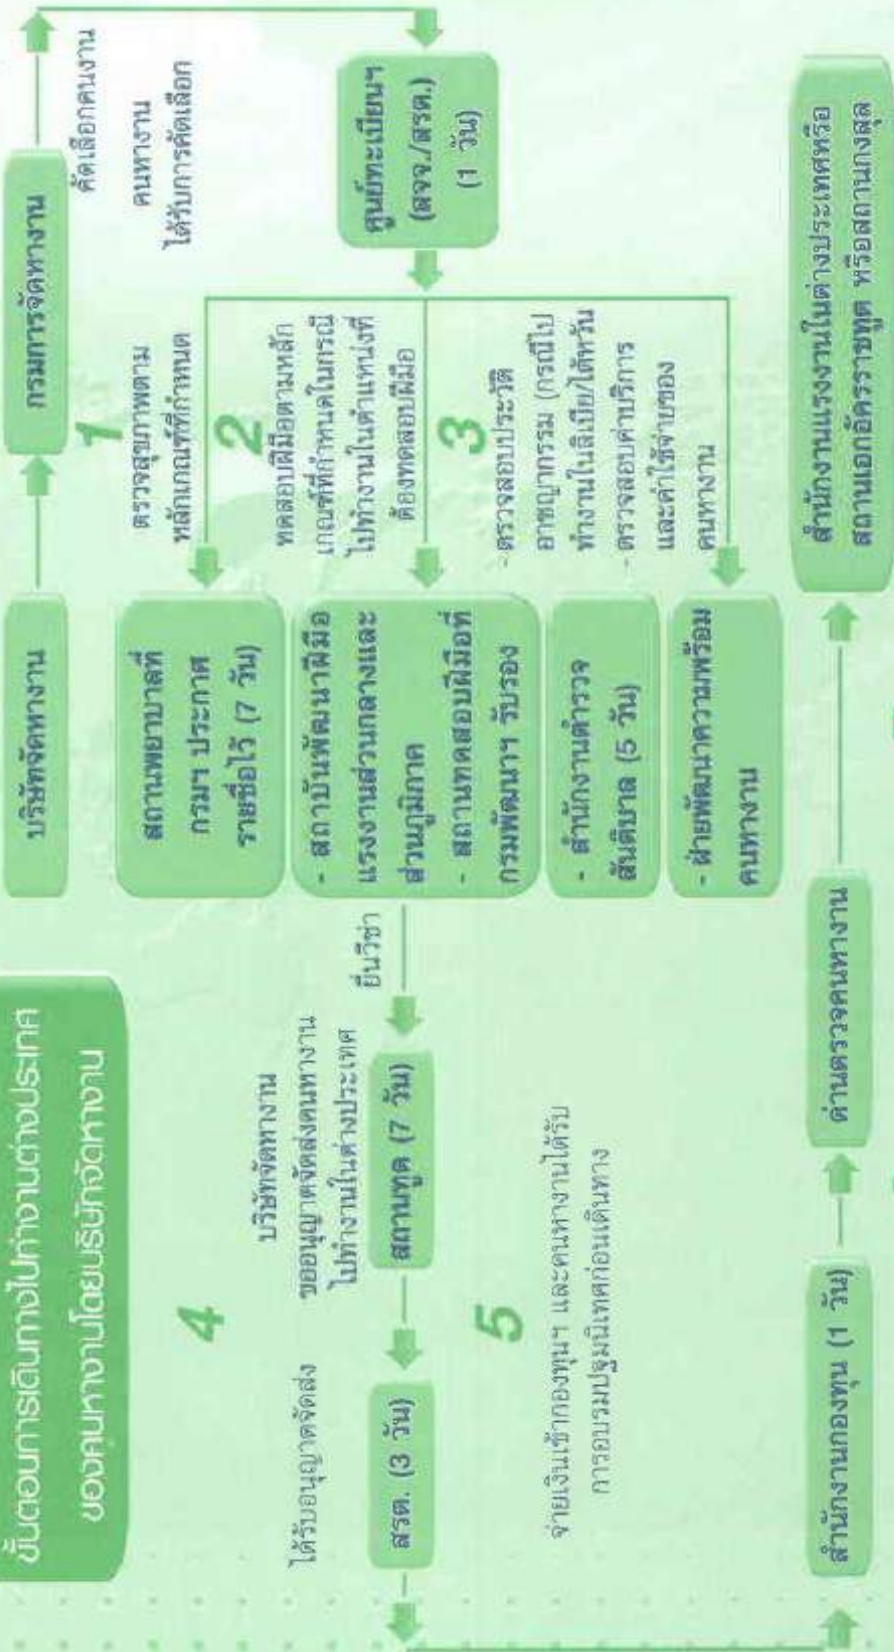 ขั้นตอนการเดินทางไปทำงานต่างประเทศ
ของคนหางานโดยบริษัทจัดหางาน
บริษัทจัดหางาน
กรมการจัดหางาน
คัดเลือกคนงาน
คนหางาน
ได้รับการคัดเลือก
ศูนย์ทะเบียนฯ
(สจจ./สรต.)
(1 วัน)
1
ตรวจสุขภาพตาม
หลักเกณฑ์ที่กำหนด
2
ทดสอบฝีมือตามหลัก
เกณฑ์ที่กำหนดในกรณี
ไปทำงานในตำแหน่งที่
ต้องทดสอบฝีมือ
3
- ตรวจสอบประวัติ
อาชญากรรม (กรณีไป
ทำงานในลิเบีย/ไต้หวัน
- ตรวจสอบค่าบริการ
และค่าใช้จ่ายของ
คนหางาน
สถานพยาบาลที่
กรมฯ ประกาศ
รายชื่อไว้ (7 วัน)
- สถาบันพัฒนาฝีมือ
แรงงานส่วนกลางและ
ส่วนภูมิภาค
- สถานทดสอบฝีมือที่
กรมพัฒนาฯ รับรอง
- สำนักงานตำรวจ
สันติบาล (5 วัน)
- ฝ่ายพัฒนาความพร้อม
คนหางาน
ยื่นวีซ่า
4
บริษัทจัดหางาน
ขออนุญาตจัดส่งคนหางาน
ไปทำงานในต่างประเทศ
สถานทูต (7 วัน)
ได้รับอนุญาตจัดส่ง
สรต. (3 วัน)
5
จ่ายเงินเข้ากองทุนฯ และคนหางานได้รับ
การอบรมปฐมนิเทศก่อนเดินทาง
สำนักงานกองทุน (1 วัน)
ด่านตรวจคนหางาน
สำนักงานแรงงานในต่างประเทศหรือ
สถานเอกอัครราชทูต หรือสถานกงสุล